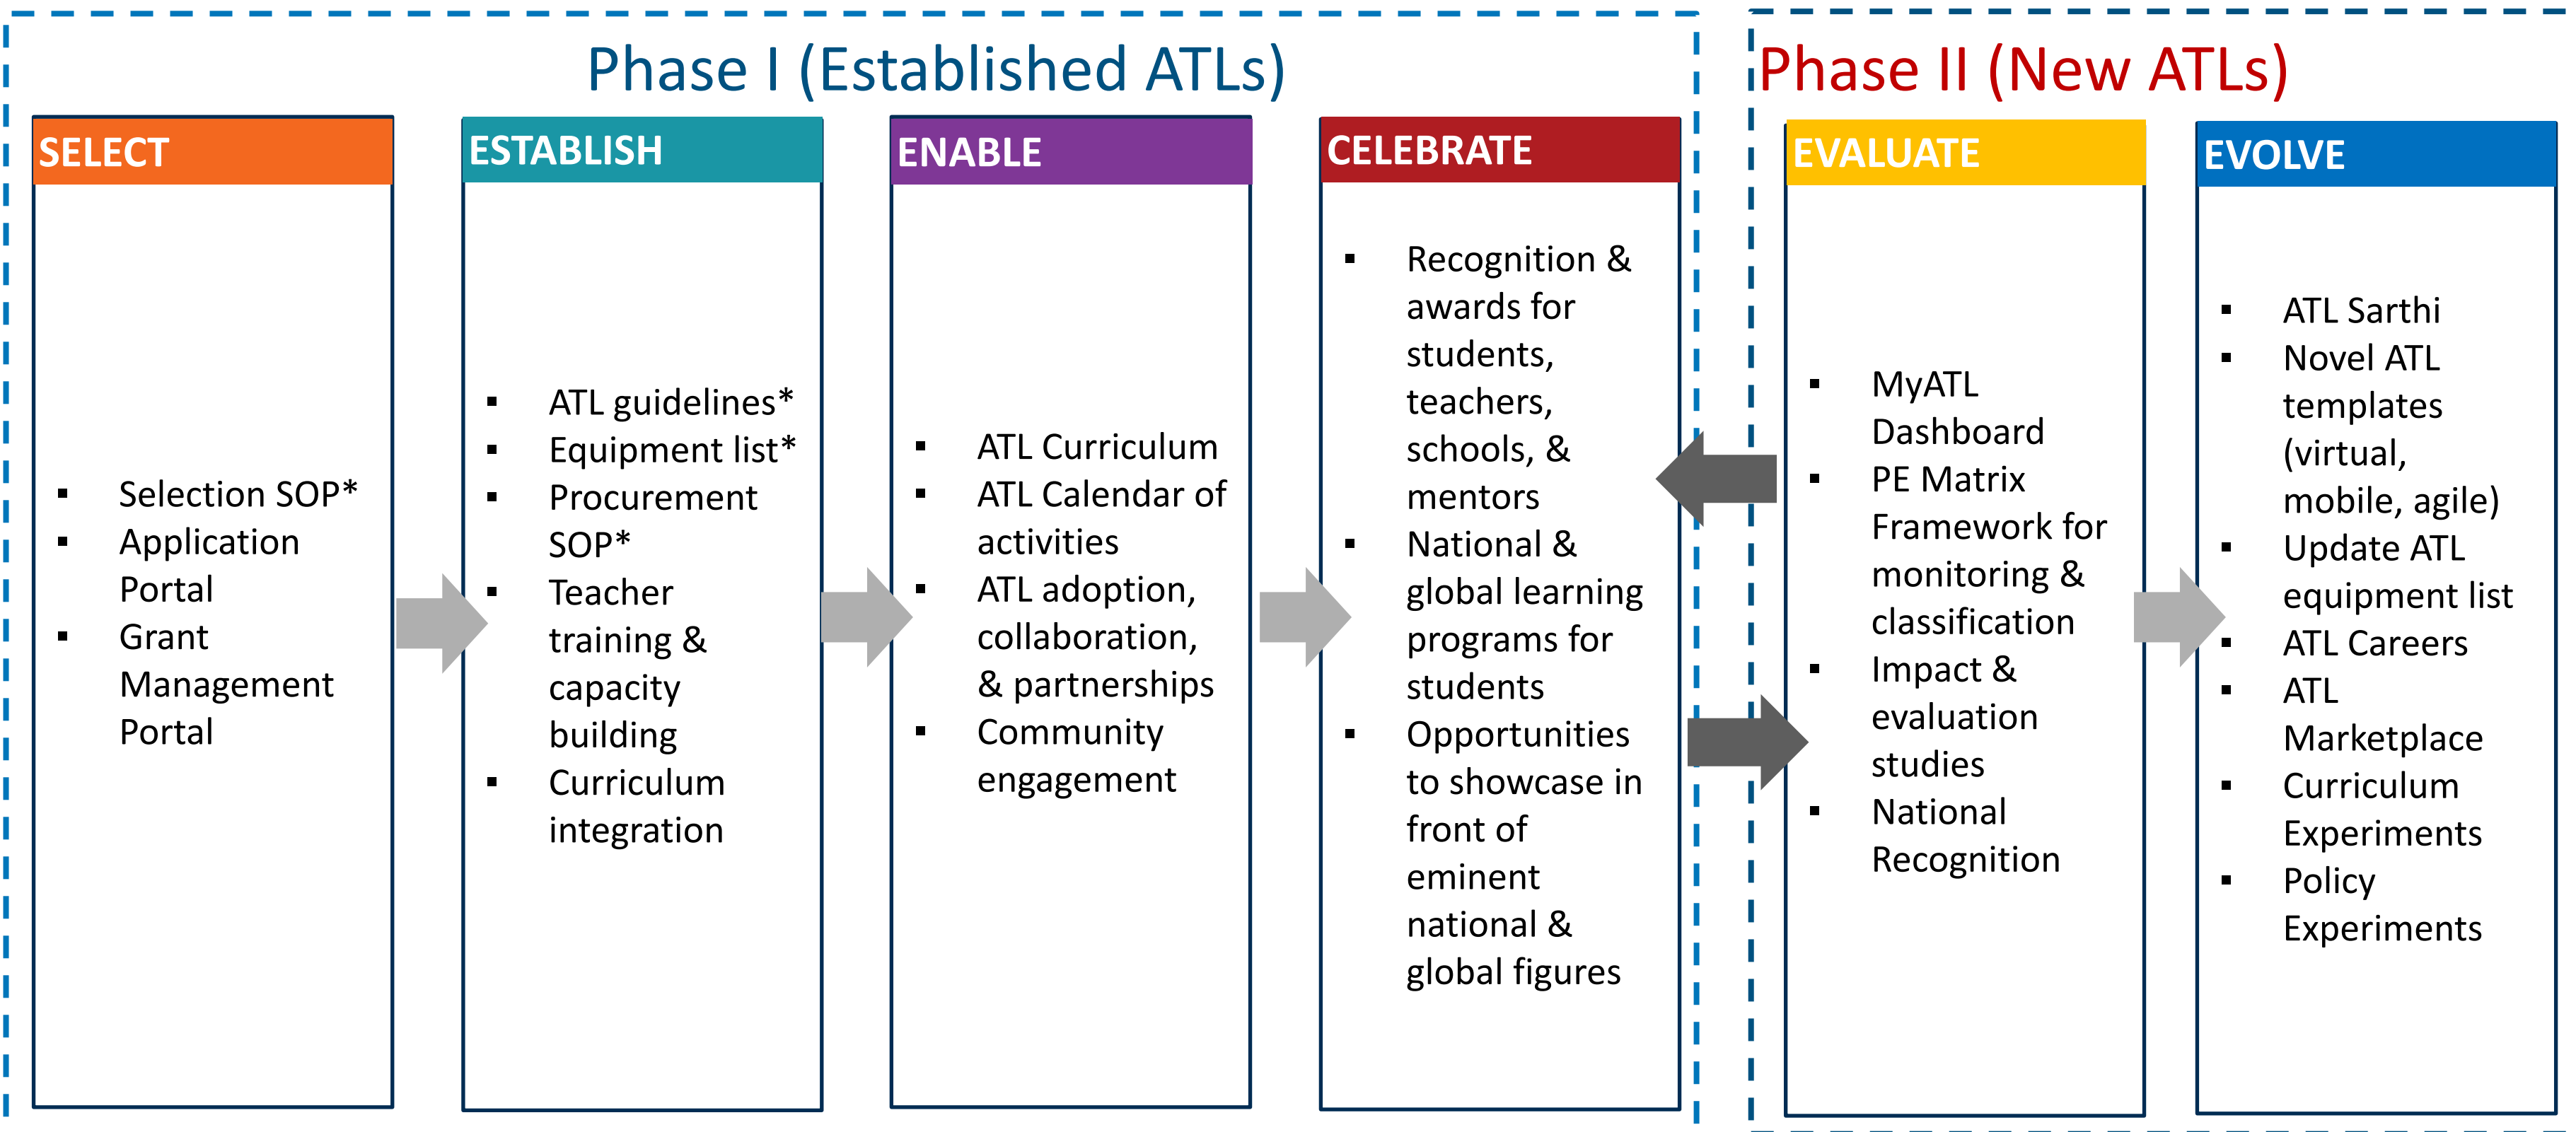 Phase I (Established ATLs)
Phase II (New ATLs)
SELECT
▪ Selection SOP*
▪ Application
Portal
▪ Grant
Management
Portal
ESTABLISH
▪ ATL guidelines*
▪ Equipment list*
▪ Procurement
SOP*
▪ Teacher
training &
capacity
building
▪ Curriculum
integration
ENABLE
▪ ATL Curriculum
▪ ATL Calendar of
activities
▪ ATL adoption,
collaboration,
& partnerships
▪ Community
engagement
CELEBRATE
▪ Recognition &
awards for
students,
teachers,
schools, &
mentors
▪ National &
global learning
programs for
students
▪ Opportunities
to showcase in
front of
eminent
national &
global figures
EVALUATE
▪ MyATL
Dashboard
▪ PE Matrix
Framework for
monitoring &
classification
▪ Impact &
evaluation
studies
▪ National
Recognition
EVOLVE
▪ ATL Sarthi
▪ Novel ATL
templates
(virtual,
mobile, agile)
▪ Update ATL
equipment list
▪ ATL Careers
▪ ATL
Marketplace
▪ Curriculum
Experiments
▪ Policy
Experiments